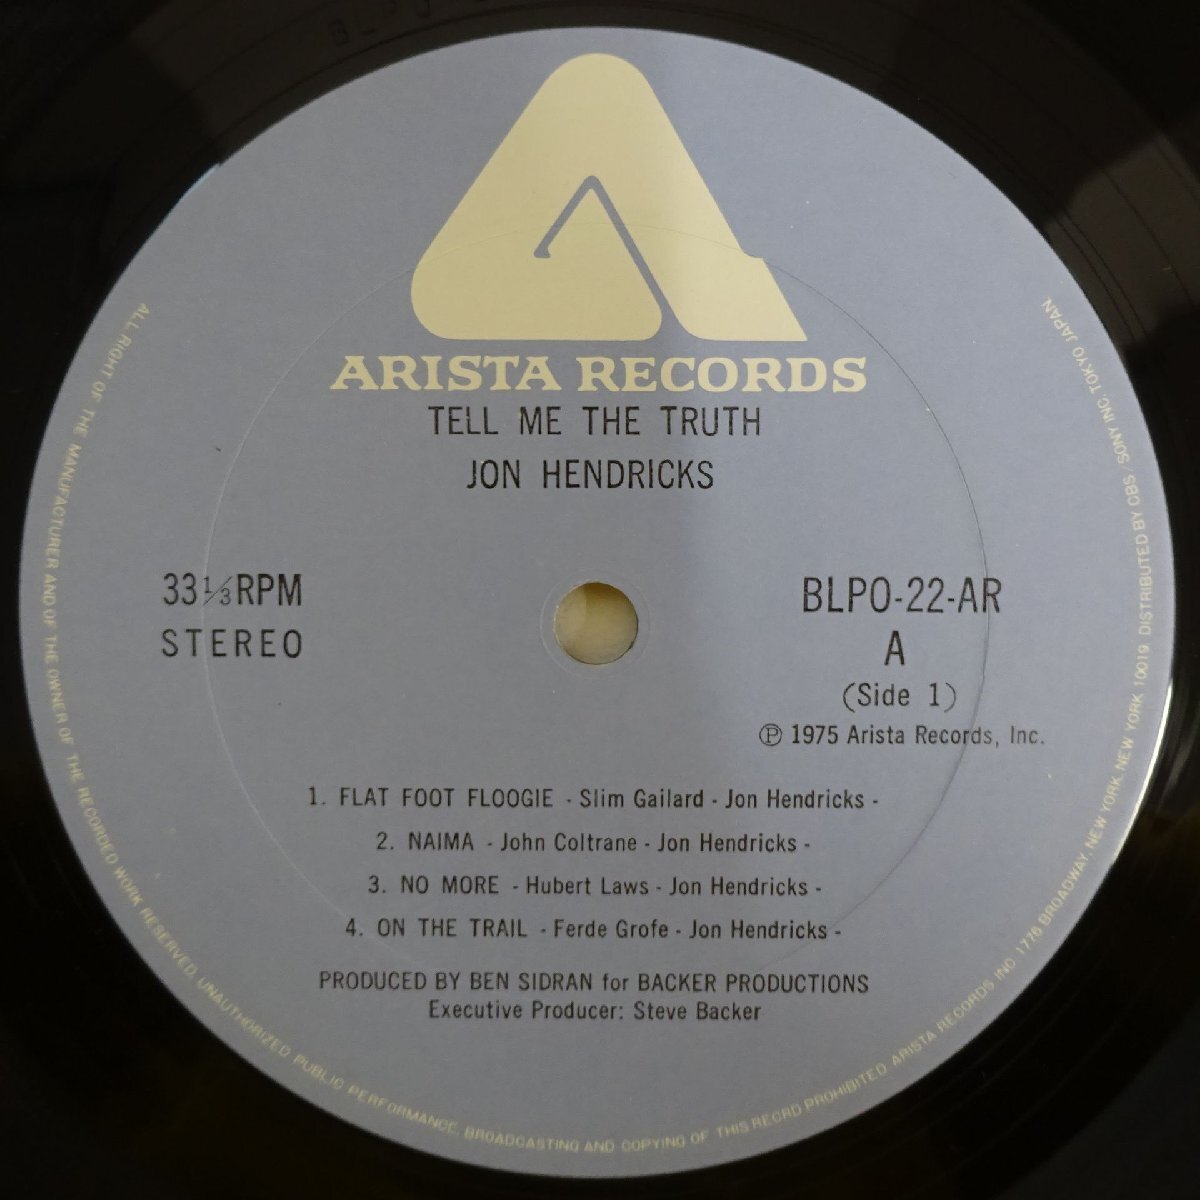 ARISTA RECORDS
TELL ME THE TRUTH
JON HENDRICKS
33 1/3 RPM
STEREO
BLPO-22-AR
A
(Side 1)
Ⓟ 1975 Arista Records, Inc.
1. FLAT FOOT FLOOGIE - Slim Gailard - Jon Hendricks -
2. NAIMA - John Coltrane - Jon Hendricks -
3. NO MORE - Hubert Laws - Jon Hendricks -
4. ON THE TRAIL - Ferde Grofe - Jon Hendricks -
PRODUCED BY BEN SIDRAN for BACKER PRODUCTIONS
Executive Producer: Steve Backer
ALL RIGHT OF THE MANUFACTURER AND OF THE OWNER OF THE RECORDED WORK RESERVED. UNAUTHORIZED PUBLIC PERFORMANCE, BROADCASTING AND COPYING OF THIS RECRD PROHIBITED ARISTA RECORDS INC 1776 BROADWAY, NEW YORK, NEW YORK 10019 DISTRIBUTED BY CBS/SONY INC. TOKYO JAPAN.